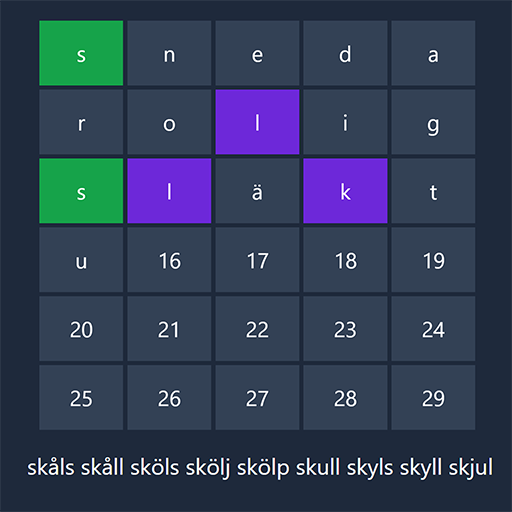 s n e d a
r o l i g
s l ä k t
u 16 17 18 19
20 21 22 23 24
25 26 27 28 29
skåls skåll sköls skölj skölp skull skyls skyll skjul